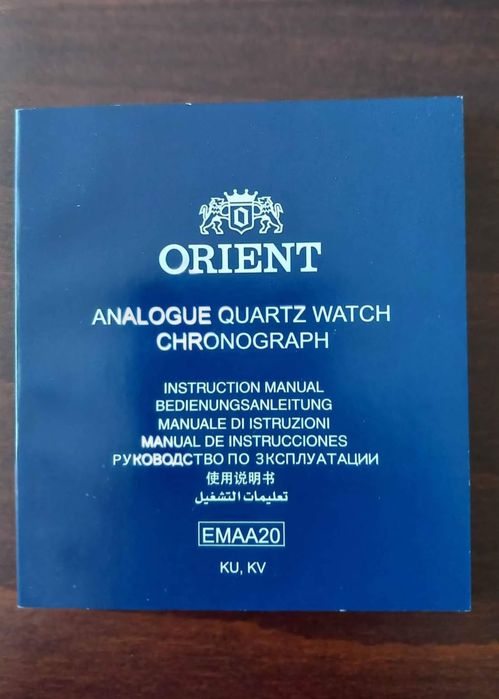 ORIENT
ANALOGUE QUARTZ WATCH
CHRONOGRAPH
INSTRUCTION MANUAL
BEDIENUNGSANLEITUNG
MANUALE DI ISTRUZIONI
MANUAL DE INSTRUCCIONES
РУКОВОДСТВО ПО ЗКСПЛУАТАЦИИ
使用说明书
تعليمات التشغيل
EMAA20
KU, KV